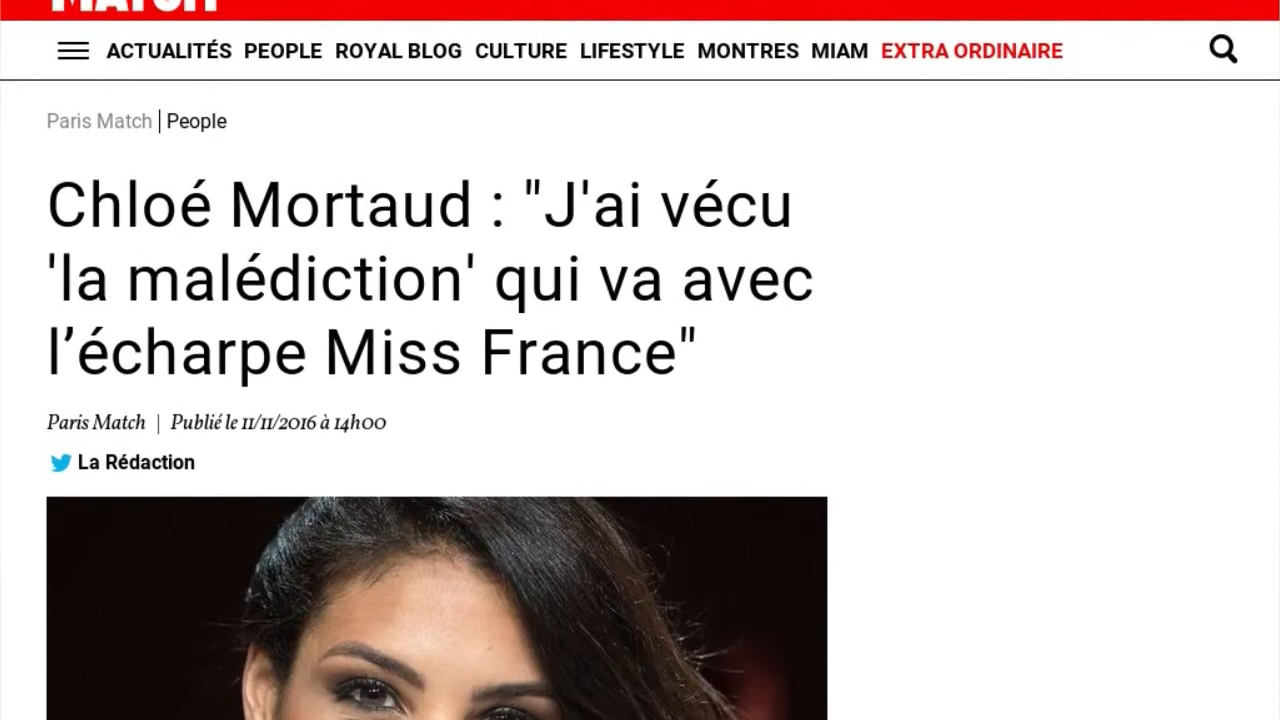 MATCH
ACTUALITÉS PEOPLE ROYAL BLOG CULTURE LIFESTYLE MONTRES MIAM EXTRA ORDINAIRE
Paris Match | People
Chloé Mortaud : "J'ai vécu
'la malédiction' qui va avec
l’écharpe Miss France"
Paris Match | Publié le 11/11/2016 à 14h00
La Rédaction